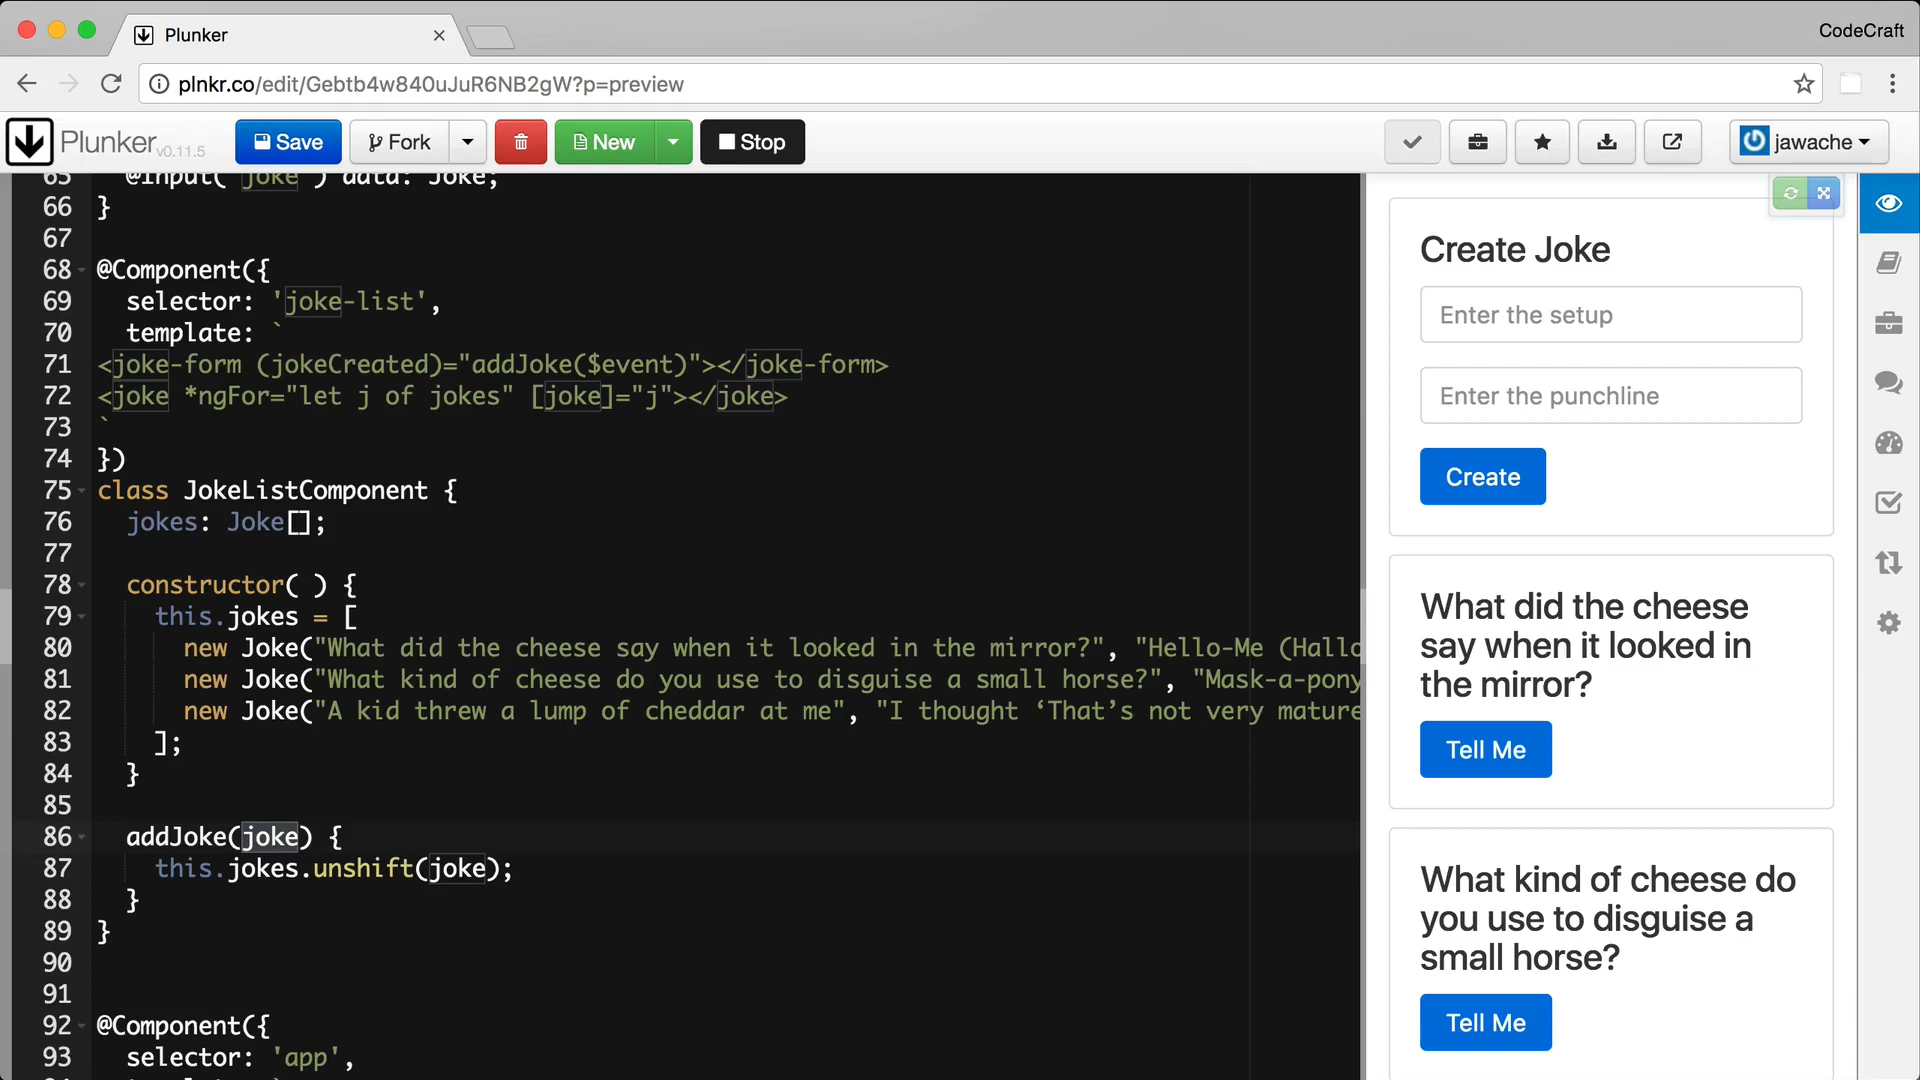 Plunker
CodeCraft
plnkr.co/edit/Gebtb4w840uJuR6NB2gW?p=preview
Plunker v0.11.5
Save
Fork
New
Stop
jawache
65 @Input('joke') data: Joke;
66 }
67
68 @Component({
69 selector: 'joke-list',
70 template: `
71 <joke-form (jokeCreated)="addJoke($event)"></joke-form>
72 <joke *ngFor="let j of jokes" [joke]="j"></joke>
73 `
74 })
75 class JokeListComponent {
76 jokes: Joke[];
77
78 constructor( ) {
79 this.jokes = [
80 new Joke("What did the cheese say when it looked in the mirror?", "Hello-Me (Hallo
81 new Joke("What kind of cheese do you use to disguise a small horse?", "Mask-a-pony
82 new Joke("A kid threw a lump of cheddar at me", "I thought ‘That’s not very mature
83 ];
84 }
85
86 addJoke(joke) {
87 this.jokes.unshift(joke);
88 }
89 }
90
91
92 @Component({
93 selector: 'app',
Create Joke
Enter the setup
Enter the punchline
Create
What did the cheese
say when it looked in
the mirror?
Tell Me
What kind of cheese do
you use to disguise a
small horse?
Tell Me